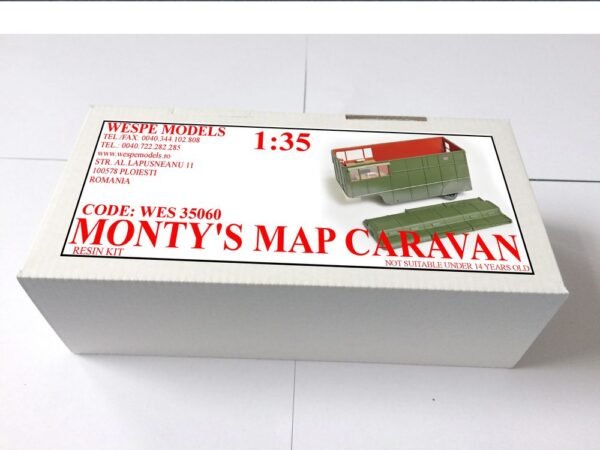 WESPE MODELS
TEL./FAX: 0040.344.102.808
TEL.: 0040.722.282.285
www.wespemodels.ro
STR. AL.LAPUSNEANU 11
100578 PLOIESTI
ROMANIA
1:35
CODE: WES 35060
MONTY'S MAP CARAVAN
RESIN KIT
NOT SUITABLE UNDER 14 YEARS OLD